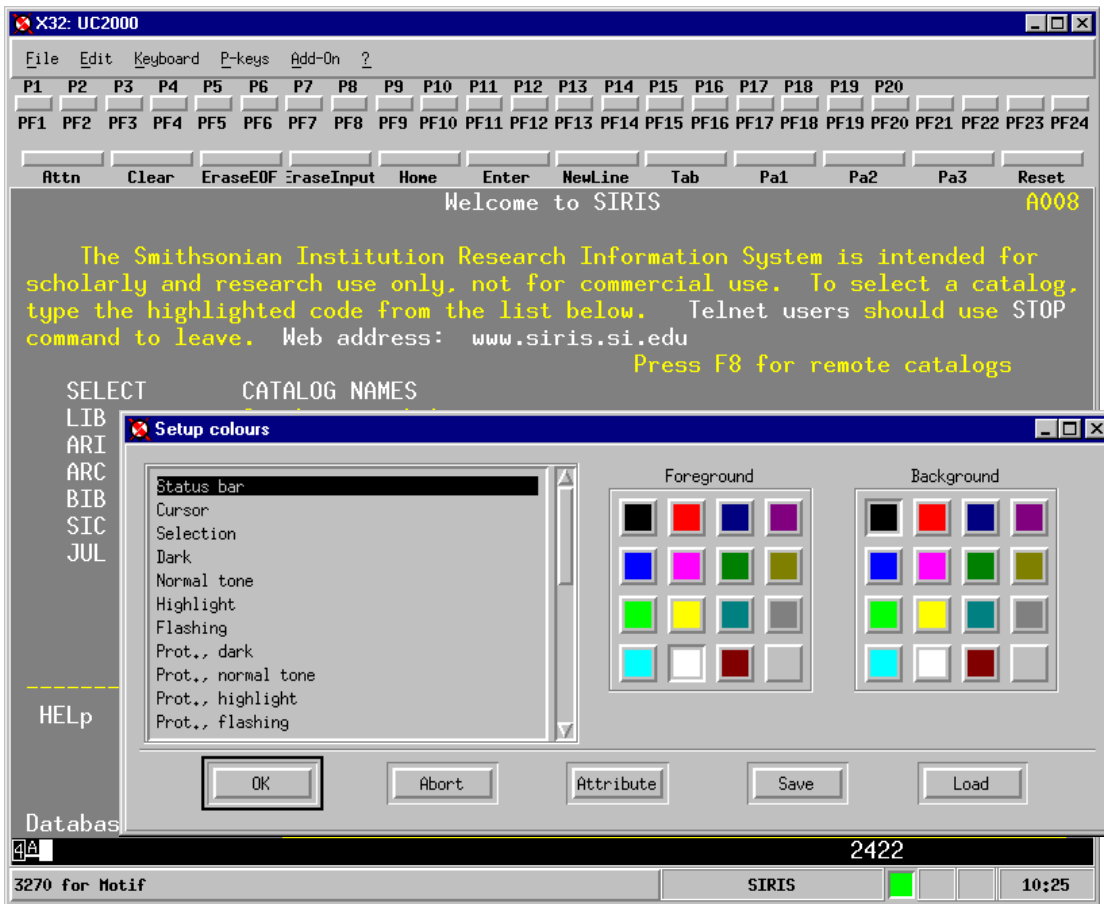 X32: UC2000
File Edit Keyboard P-keys Add-On ?
P1 P2 P3 P4 P5 P6 P7 P8 P9 P10 P11 P12 P13 P14 P15 P16 P17 P18 P19 P20
PF1 PF2 PF3 PF4 PF5 PF6 PF7 PF8 PF9 PF10 PF11 PF12 PF13 PF14 PF15 PF16 PF17 PF18 PF19 PF20 PF21 PF22 PF23 PF24
Attn Clear EraseEOF EraseInput Home Enter NewLine Tab Pa1 Pa2 Pa3 Reset
Welcome to SIRIS A008
The Smithsonian Institution Research Information System is intended for
scholarly and research use only, not for commercial use. To select a catalog,
type the highlighted code from the list below. Telnet users should use STOP
command to leave. Web address: www.siris.si.edu
Press F8 for remote catalogs
SELECT CATALOG NAMES
LIB
ARI
ARC
BIB
SIC
JUL
HELp
Databas
Setup colours
Status bar
Cursor
Selection
Dark
Normal tone
Highlight
Flashing
Prot., dark
Prot., normal tone
Prot., highlight
Prot., flashing
Foreground
Background
OK Abort Attribute Save Load
4A 2422
3270 for Motif SIRIS 10:25